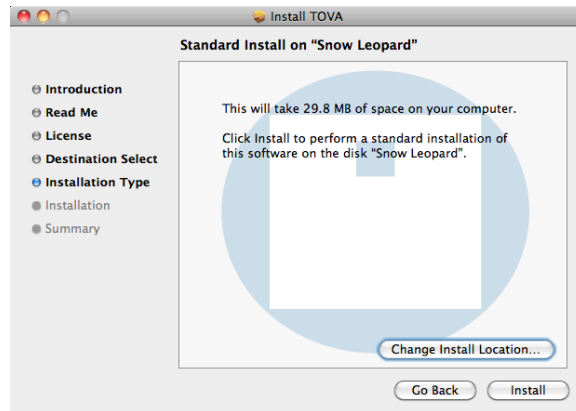 Install TOVA
Standard Install on “Snow Leopard”
Introduction
Read Me
License
Destination Select
Installation Type
Installation
Summary
This will take 29.8 MB of space on your computer.
Click Install to perform a standard installation of
this software on the disk “Snow Leopard”.
Change Install Location...
Go Back
Install